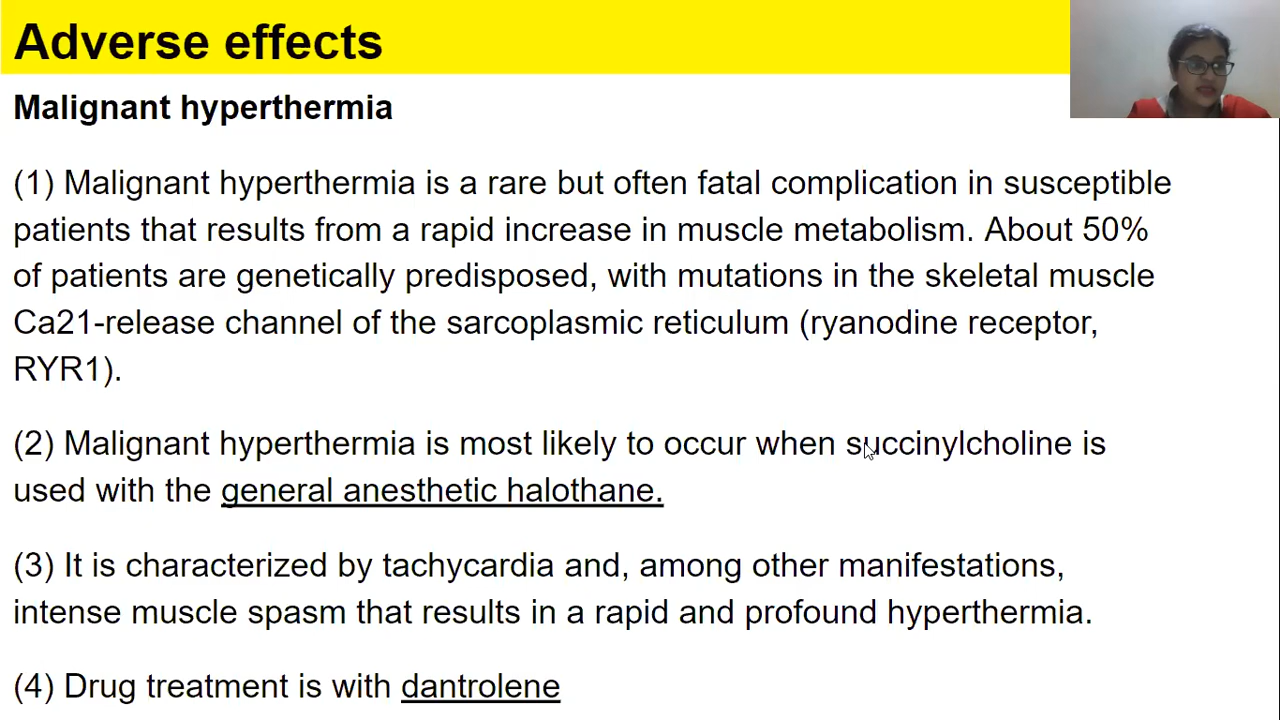 Adverse effects
Malignant hyperthermia
(1) Malignant hyperthermia is a rare but often fatal complication in susceptible
patients that results from a rapid increase in muscle metabolism. About 50%
of patients are genetically predisposed, with mutations in the skeletal muscle
Ca21-release channel of the sarcoplasmic reticulum (ryanodine receptor,
RYR1).
(2) Malignant hyperthermia is most likely to occur when succinylcholine is
used with the general anesthetic halothane.
(3) It is characterized by tachycardia and, among other manifestations,
intense muscle spasm that results in a rapid and profound hyperthermia.
(4) Drug treatment is with dantrolene